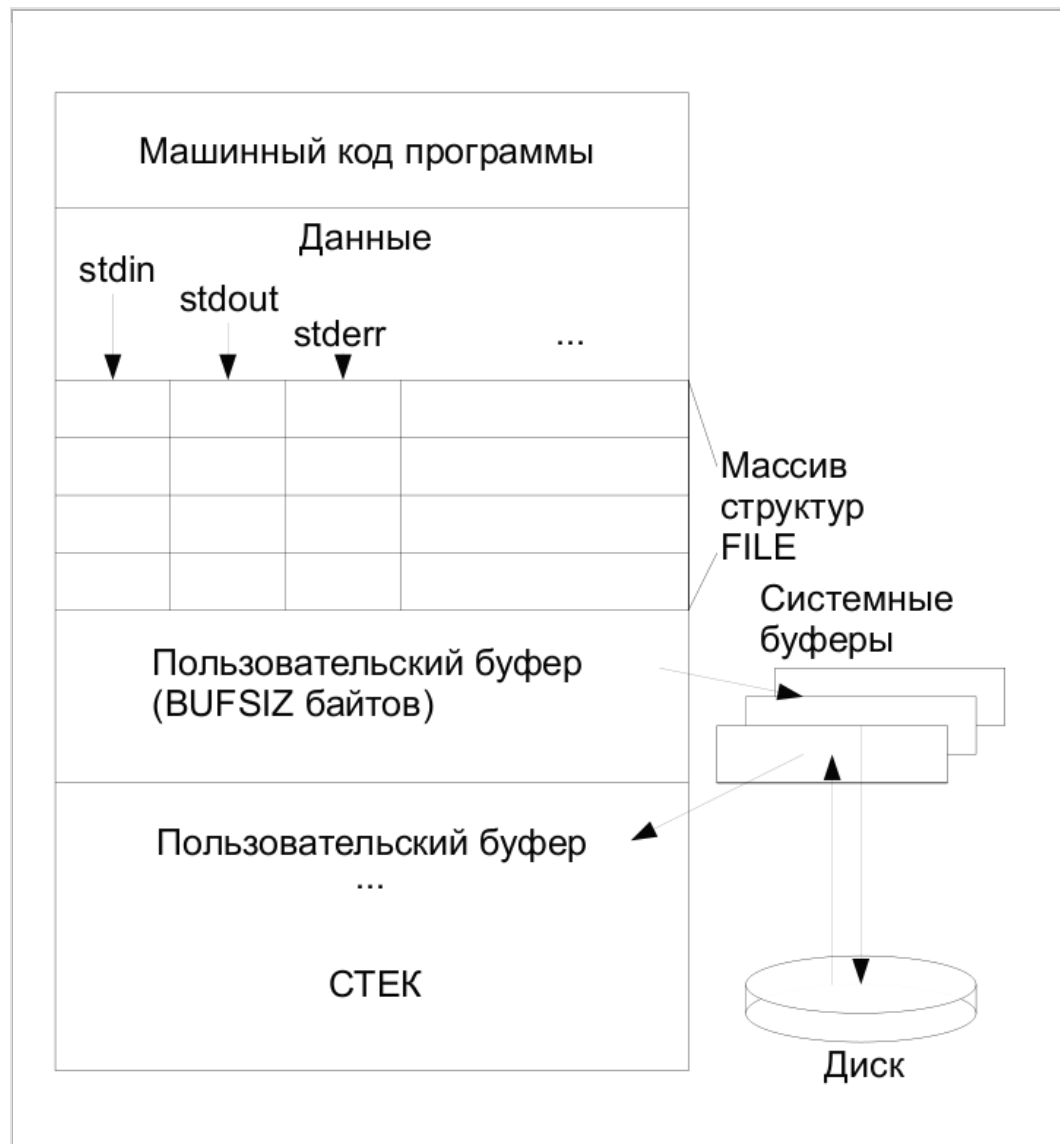 Машинный код программы
Данные
stdin
stdout
stderr
...
Массив
структур
FILE
Системные
буферы
Пользовательский буфер
(BUFSIZ байтов)
Пользовательский буфер
...
СТЕК
Диск